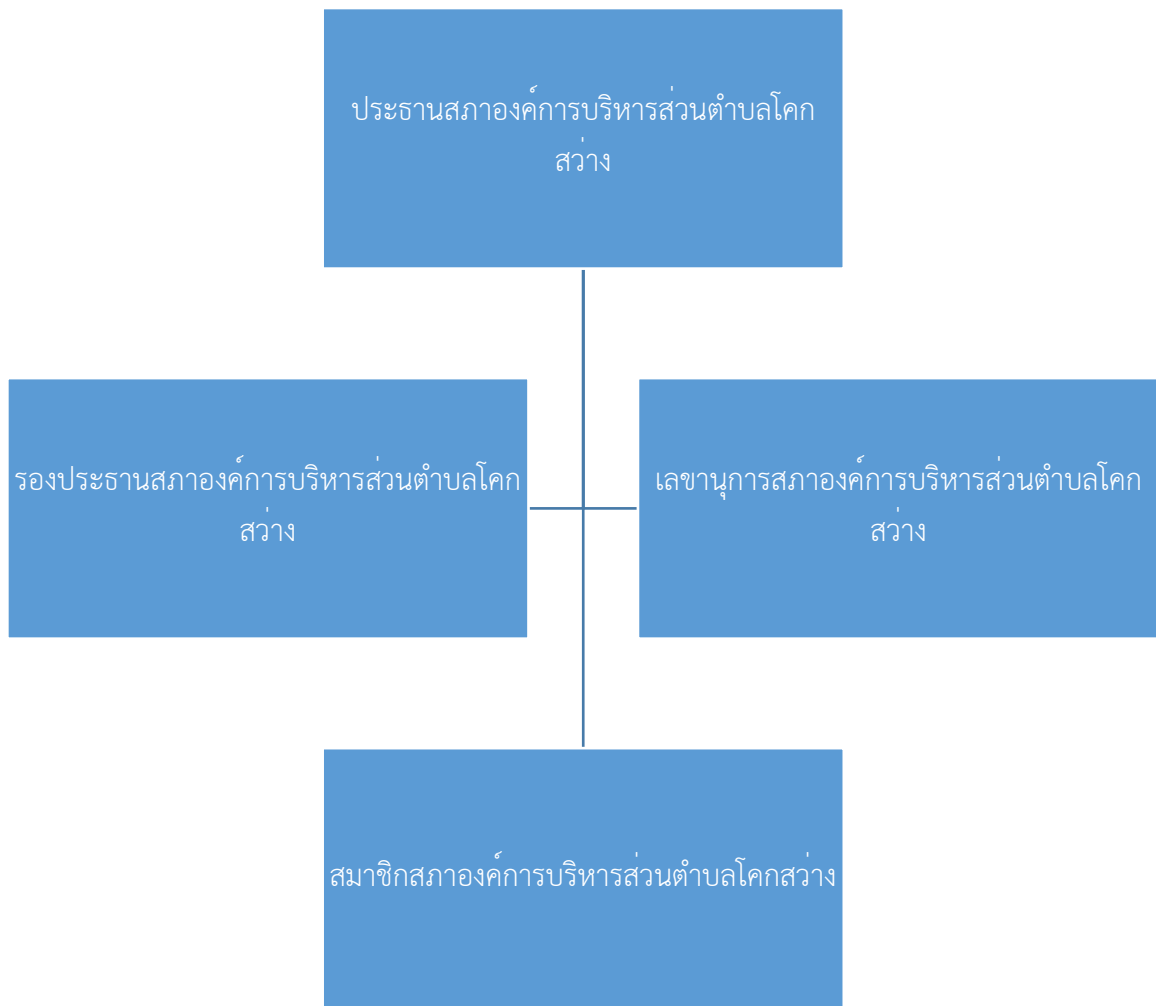 ประธานสภาองค์การบริหารส่วนตำบลโคก
สว่าง
รองประธานสภาองค์การบริหารส่วนตำบลโคก
สว่าง
เลขานุการสภาองค์การบริหารส่วนตำบลโคก
สว่าง
สมาชิกสภาองค์การบริหารส่วนตำบลโคกสว่าง